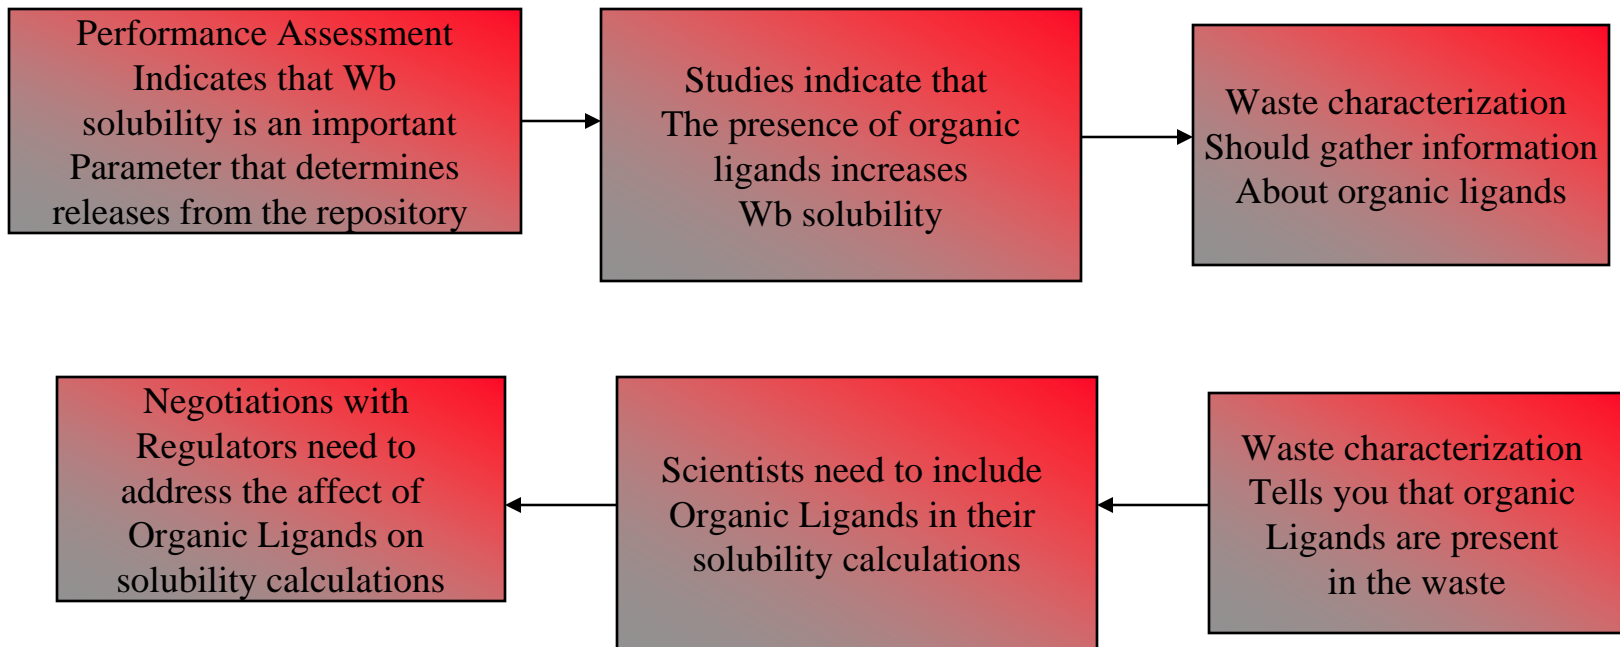 Performance Assessment
Indicates that Wb
solubility is an important
Parameter that determines
releases from the repository
Studies indicate that
The presence of organic
ligands increases
Wb solubility
Waste characterization
Should gather information
About organic ligands
Negotiations with
Regulators need to
address the affect of
Organic Ligands on
solubility calculations
Scientists need to include
Organic Ligands in their
solubility calculations
Waste characterization
Tells you that organic
Ligands are present
in the waste